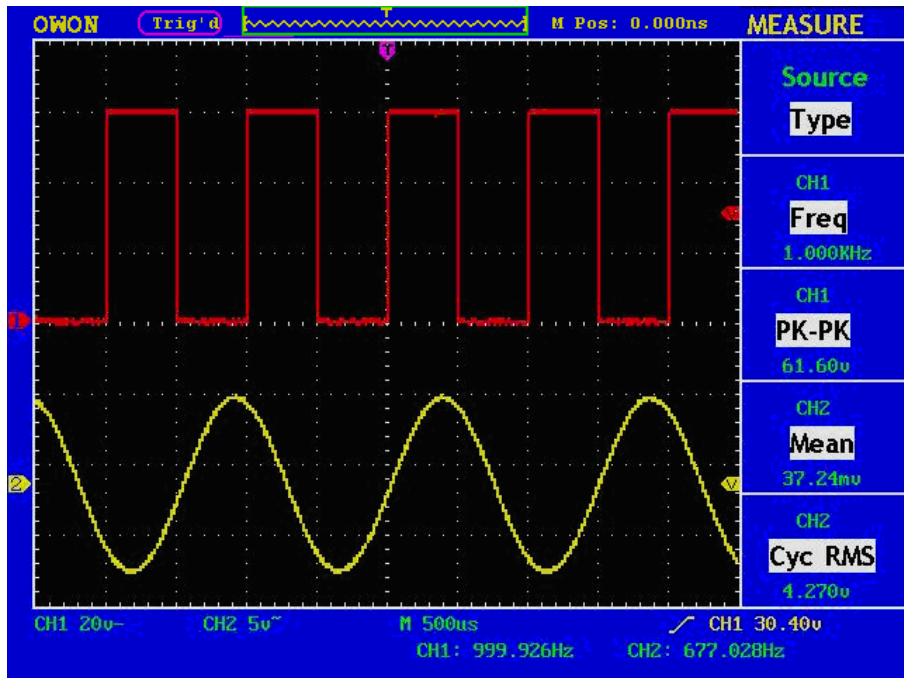 OWON Trig'd T M Pos: 0.000ns MEASURE
T
Source
Type
CH1
Freq
1.000KHz
1
CH1
PK-PK
61.60v
CH2
Mean
37.24mv
2
CH2
Cyc RMS
4.270v
CH1 20v⎓ CH2 5v~ M 500us CH1 30.40v
CH1: 999.926Hz CH2: 677.028Hz